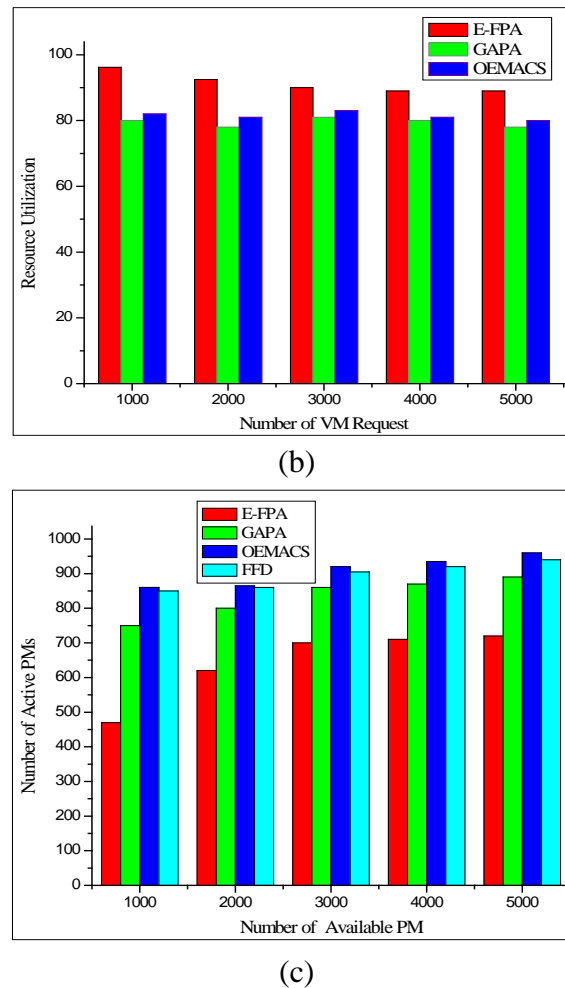 E-FPA
GAPA
OEMACS
100
80
60
40
20
0
Resource Utilization
1000 2000 3000 4000 5000
Number of VM Request
(b)
E-FPA
GAPA
OEMACS
FFD
1000
900
800
700
600
500
400
300
200
100
0
Number of Active PMs
1000 2000 3000 4000 5000
Number of Available PM
(c)